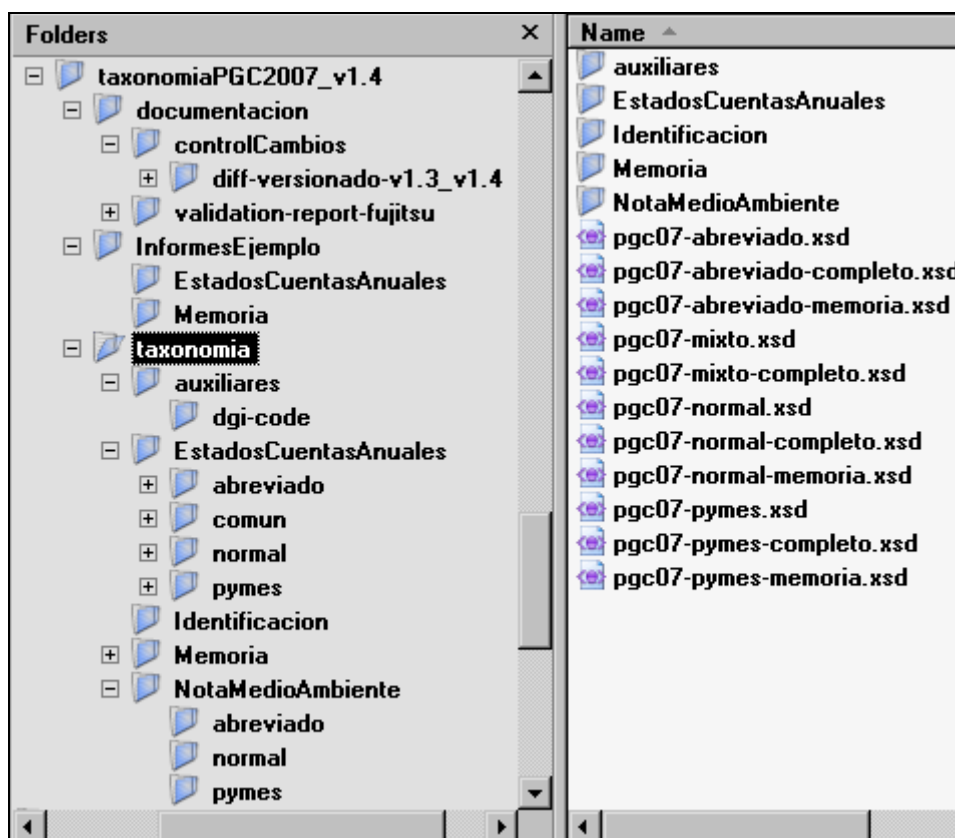 Folders
taxonomiaPGC2007_v1.4
documentacion
controlCambios
diff-versionado-v1.3_v1.4
validation-report-fujitsu
InformesEjemplo
EstadosCuentasAnuales
Memoria
taxonomia
auxiliares
dgi-code
EstadosCuentasAnuales
abreviado
comun
normal
pymes
Identificacion
Memoria
NotaMedioAmbiente
abreviado
normal
pymes
Name
auxiliares
EstadosCuentasAnuales
Identificacion
Memoria
NotaMedioAmbiente
pgc07-abreviado.xsd
pgc07-abreviado-completo.xsd
pgc07-abreviado-memoria.xsd
pgc07-mixto.xsd
pgc07-mixto-completo.xsd
pgc07-normal.xsd
pgc07-normal-completo.xsd
pgc07-normal-memoria.xsd
pgc07-pymes.xsd
pgc07-pymes-completo.xsd
pgc07-pymes-memoria.xsd